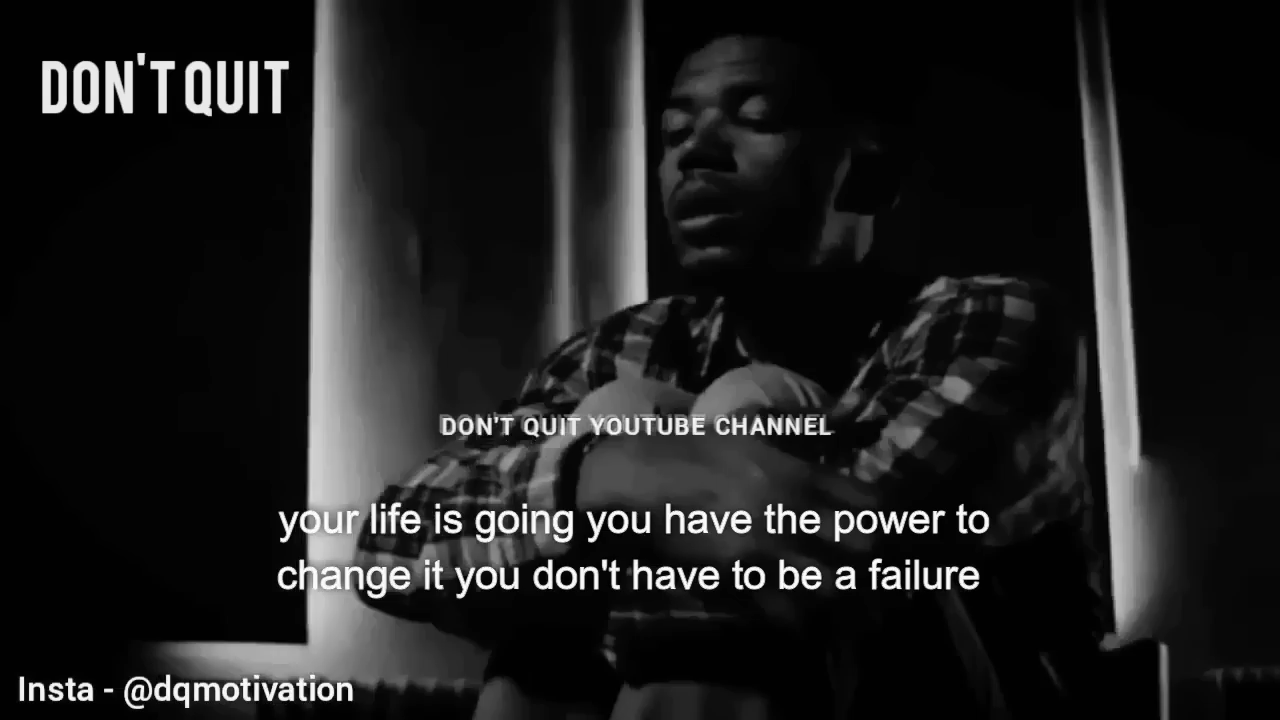 DON'T QUIT
DON'T QUIT YOUTUBE CHANNEL
your life is going you have the power to
change it you don't have to be a failure
Insta - @dqmotivation